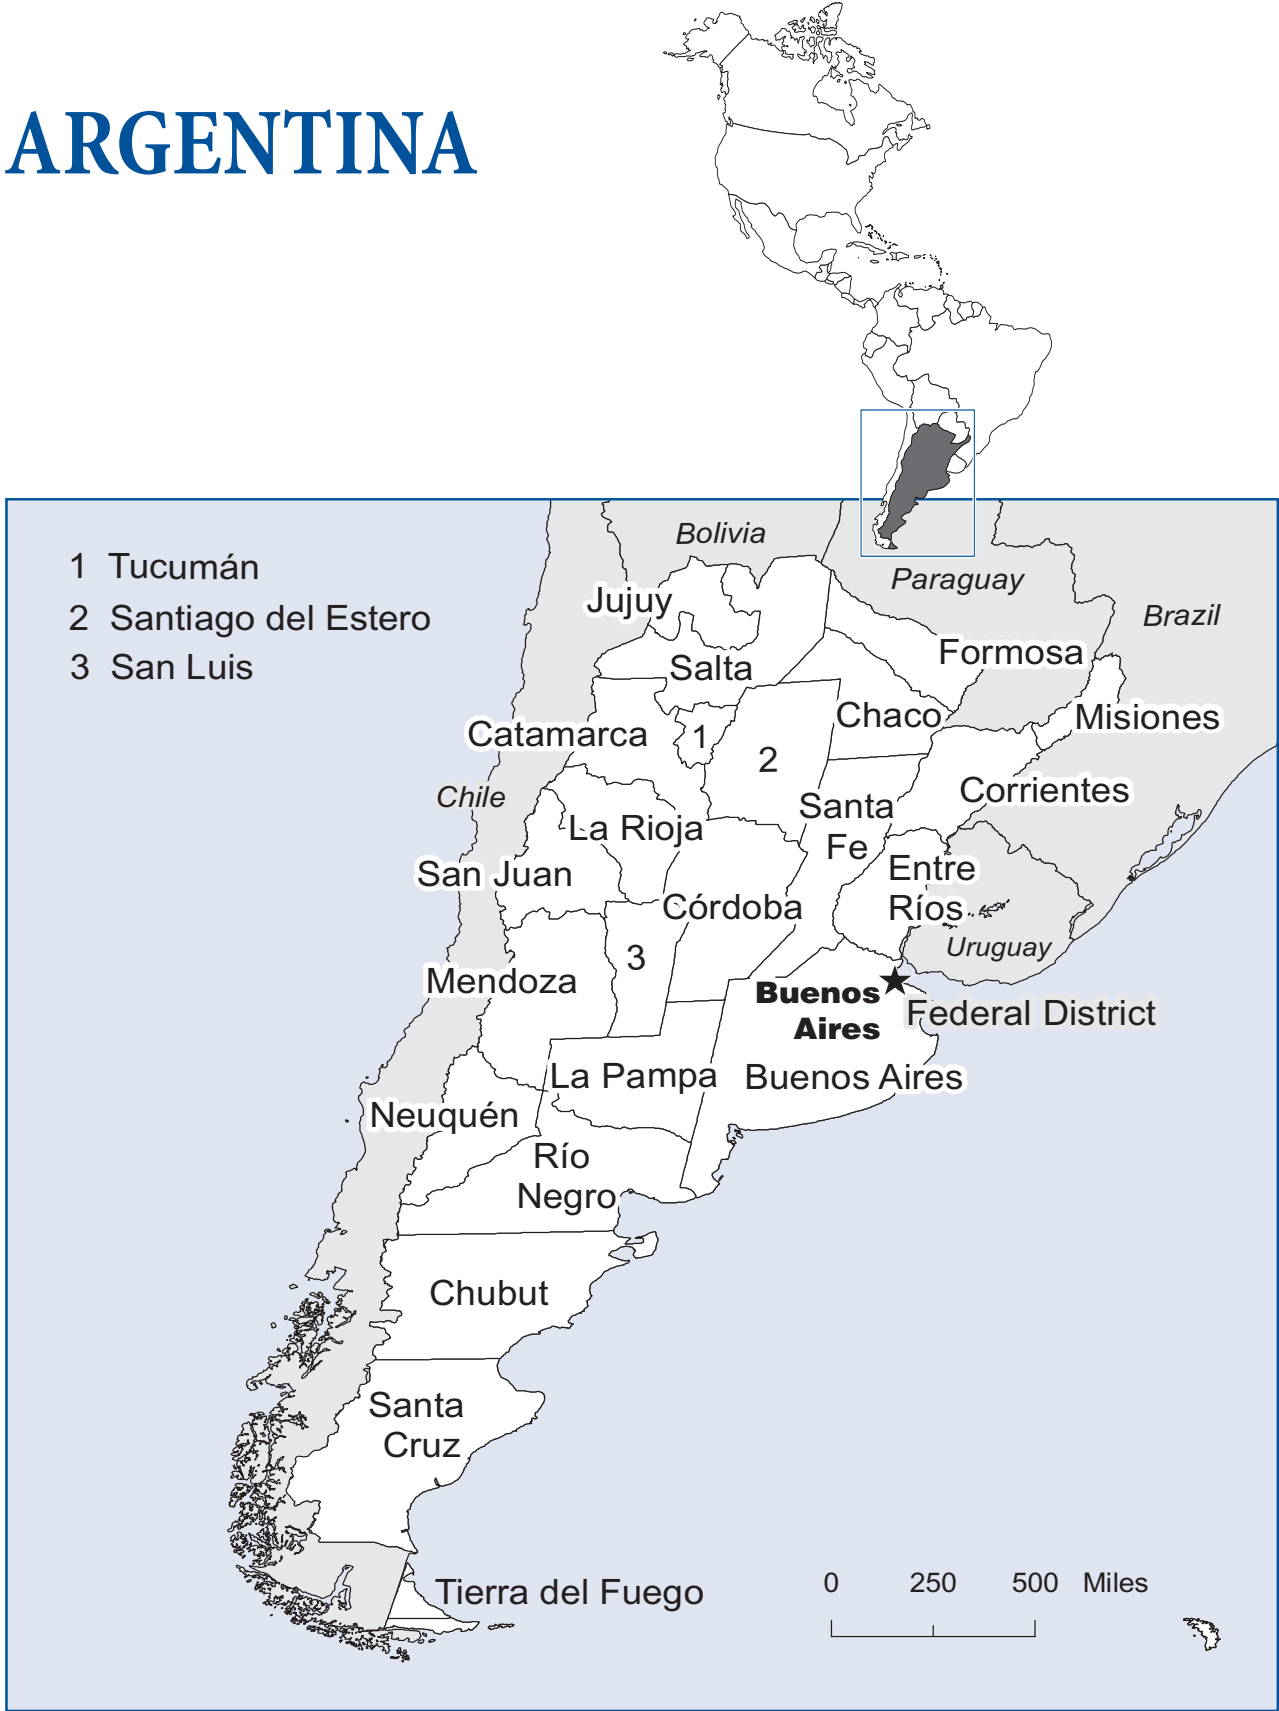 ARGENTINA
1 Tucumán
2 Santiago del Estero
3 San Luis
Bolivia
Paraguay
Brazil
Jujuy
Salta
Formosa
Chaco
Misiones
Catamarca
1
2
Chile
Corrientes
Santa
Fe
La Rioja
San Juan
Entre
Ríos
Córdoba
Uruguay
3
Mendoza
Buenos
Aires
Federal District
La Pampa
Buenos Aires
Neuquén
Río
Negro
Chubut
Santa
Cruz
Tierra del Fuego
0 250 500 Miles